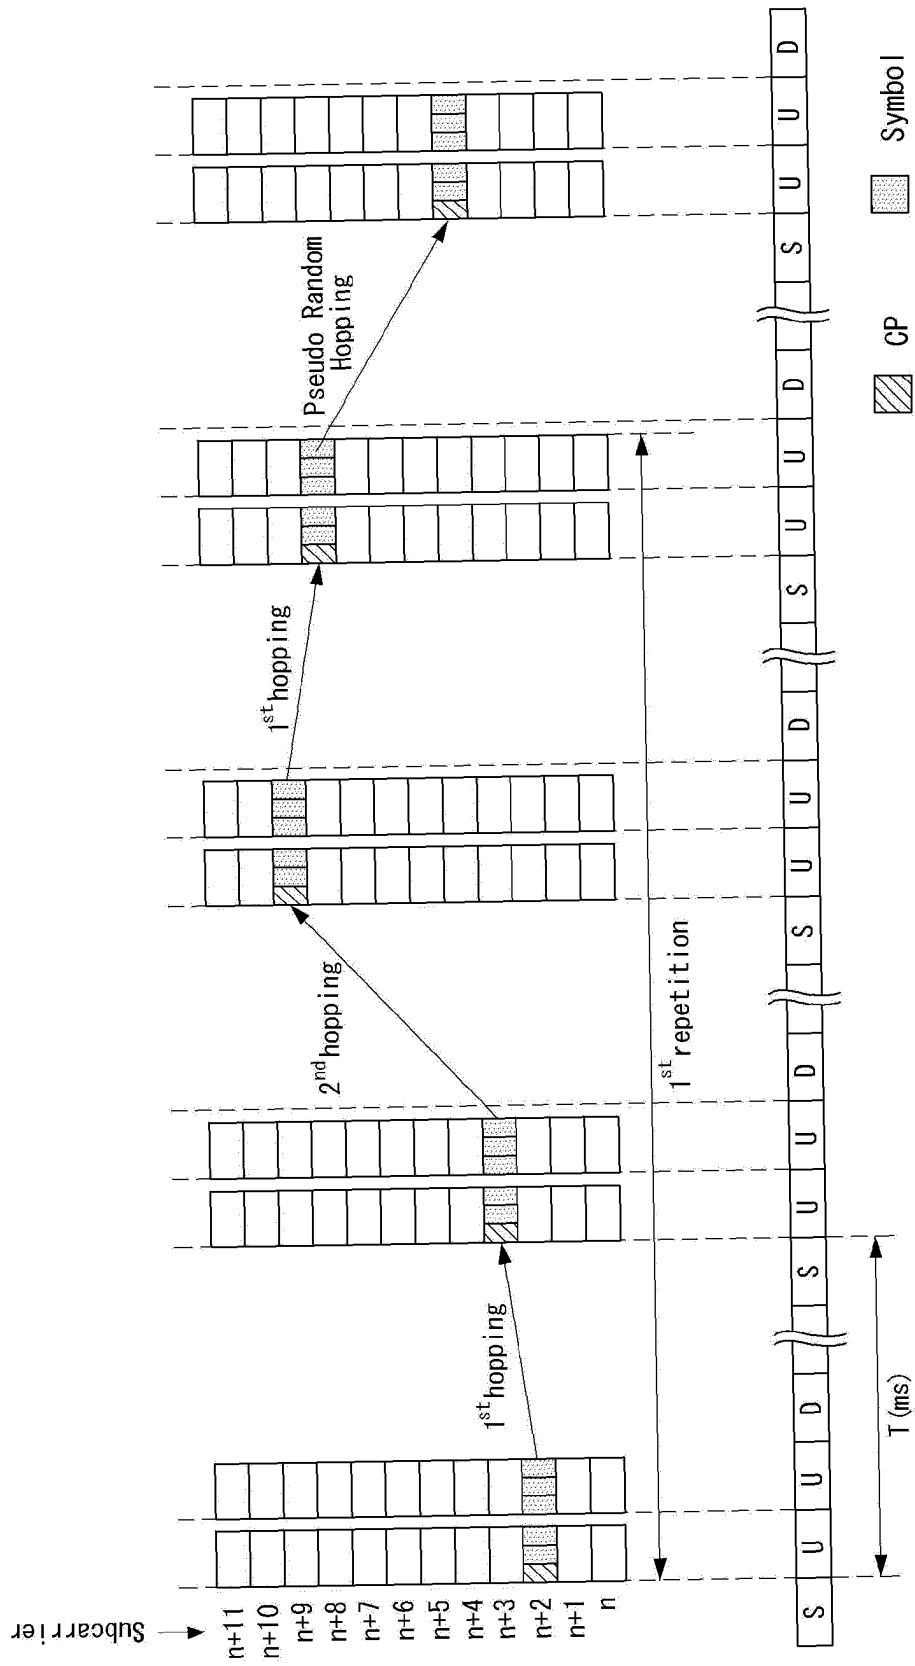 Subcarrier
n+11
n+10
n+9
n+8
n+7
n+6
n+5
n+4
n+3
n+2
n+1
n
1st hopping
2nd hopping
1st hopping
Pseudo Random
Hopping
1st repetition
S U U D S U U D S U U D S U U D S U U D
T(ms)
CP
Symbol